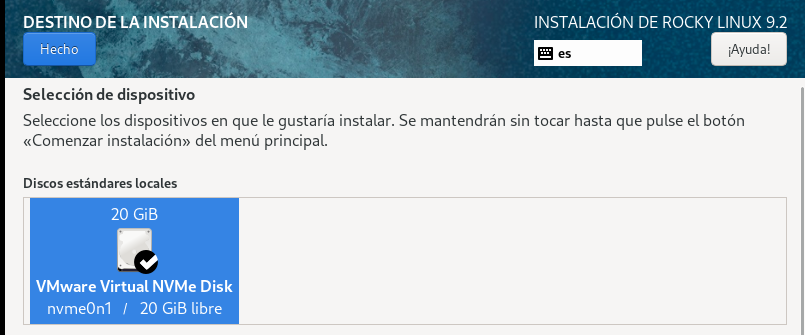 DESTINO DE LA INSTALACIÓN
INSTALACIÓN DE ROCKY LINUX 9.2
Hecho
es
¡Ayuda!
Selección de dispositivo
Seleccione los dispositivos en que le gustaría instalar. Se mantendrán sin tocar hasta que pulse el botón
«Comenzar instalación» del menú principal.
Discos estándares locales
20 GiB
VMware Virtual NVMe Disk
nvme0n1 / 20 GiB libre